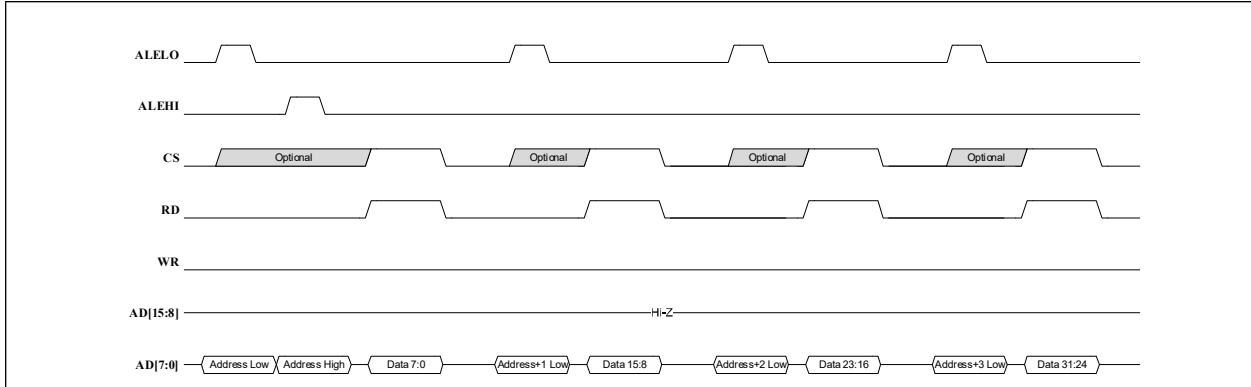 ALELO
ALEHI
CS Optional Optional Optional Optional
RD
WR
AD[15:8] Hi-Z
AD[7:0] Address Low Address High Data 7:0 Address+1 Low Data 15:8 Address+2 Low Data 23:16 Address+3 Low Data 31:24